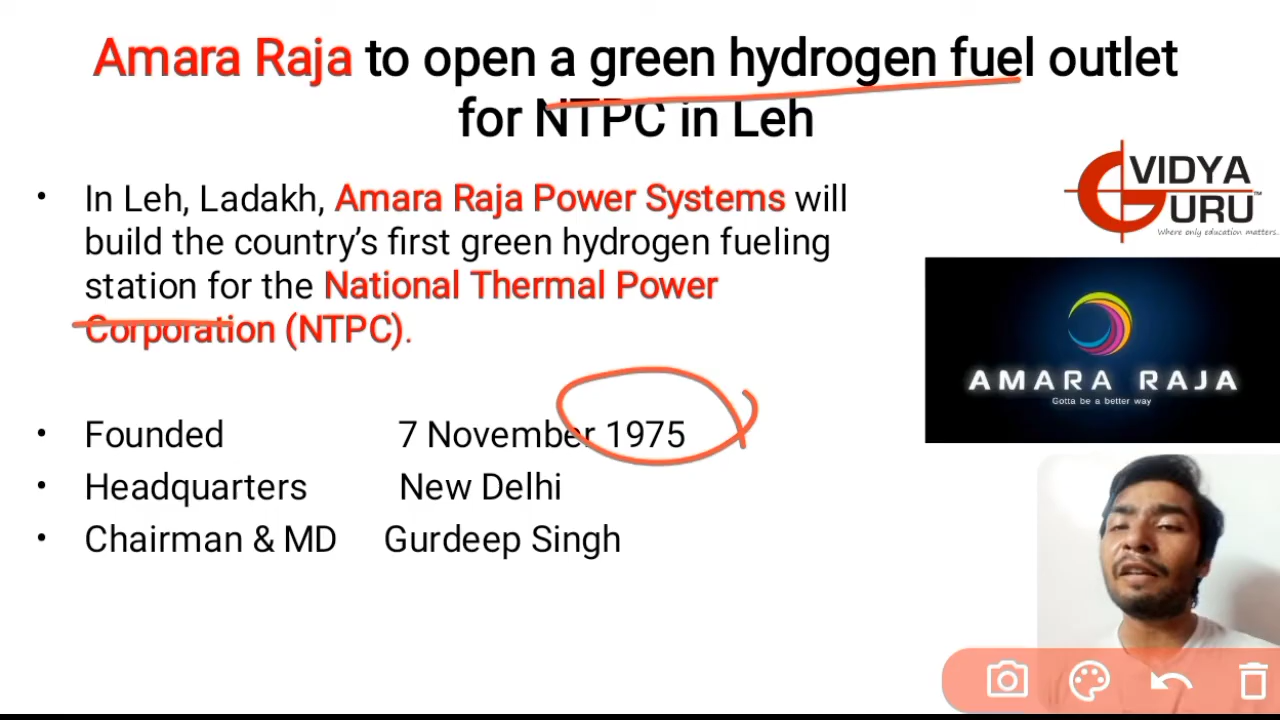 Amara Raja to open a green hydrogen fuel outlet
for NTPC in Leh
• In Leh, Ladakh, Amara Raja Power Systems will
build the country’s first green hydrogen fueling
station for the National Thermal Power
Corporation (NTPC).
• Founded 7 November 1975
• Headquarters New Delhi
• Chairman & MD Gurdeep Singh
VIDYA
GURU™
Where only education matters.
AMARA RAJA
Gotta be a better way